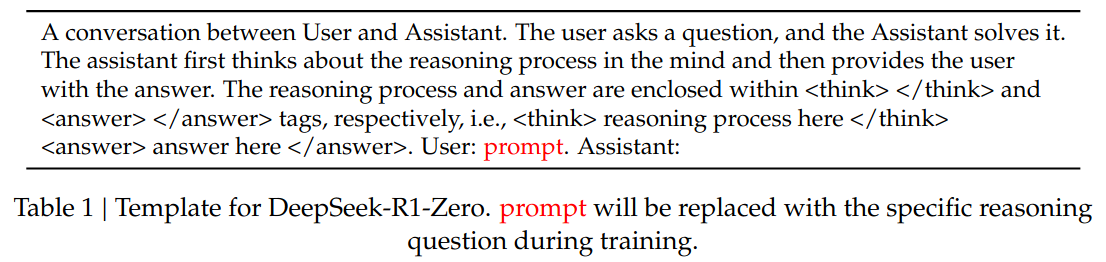 A conversation between User and Assistant. The user asks a question, and the Assistant solves it.
The assistant first thinks about the reasoning process in the mind and then provides the user
with the answer. The reasoning process and answer are enclosed within <think> </think> and
<answer> </answer> tags, respectively, i.e., <think> reasoning process here </think>
<answer> answer here </answer>. User: prompt. Assistant:
Table 1 | Template for DeepSeek-R1-Zero. prompt will be replaced with the specific reasoning
question during training.